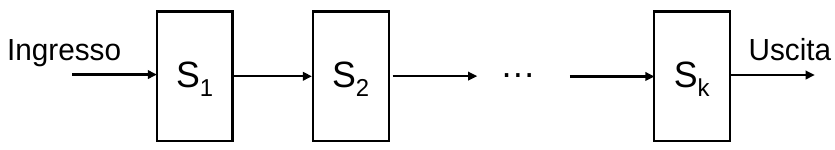 Ingresso
S1
S2
...
Sk
Uscita